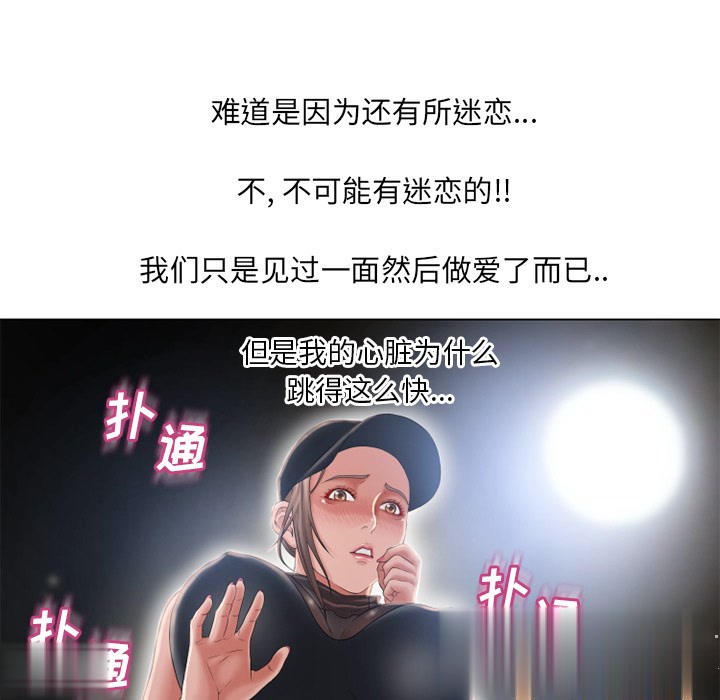 难道是因为还有所迷恋...
不, 不可能有迷恋的!!
我们只是见过一面然后做爱了而已..
但是我的心脏为什么
跳得这么快...
扑通
扑通
扑通